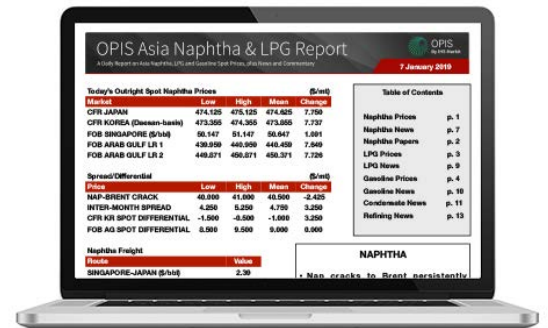 OPIS Asia Naphtha & LPG Report
A Daily Report on Asia Naphtha, LPG and Gasoline Spot Prices, plus News and Commentary
OPIS
By IHS Markit
7 January 2019
Today's Outright Spot Naphtha Prices ($/mt)
Market Low High Mean Change
CFR JAPAN 474.125 475.125 474.625 7.750
CFR KOREA (Daesan-basis) 473.355 474.355 473.855 7.737
FOB SINGAPORE ($/bbl) 50.147 51.147 50.647 1.001
FOB ARAB GULF LR 1 439.959 440.959 440.459 7.649
FOB ARAB GULF LR 2 449.871 450.871 450.371 7.726
Spread/Differential ($/mt)
Price Low High Mean Change
NAP-BRENT CRACK 40.000 41.000 40.500 -2.425
INTER-MONTH SPREAD 4.250 5.250 4.750 3.250
CFR KR SPOT DIFFERENTIAL -1.500 -0.500 -1.000 3.250
FOB AG SPOT DIFFERENTIAL 8.500 9.500 9.000 0.000
Naphtha Freight
Route Value
SINGAPORE-JAPAN ($/bbl) 2.39
Table of Contents
Naphtha Prices p. 1
Naphtha News p. 7
Naphtha Papers p. 2
LPG Prices p. 3
LPG News p. 9
Gasoline Prices p. 4
Gasoline News p. 10
Condensate News p. 11
Refining News p. 13
NAPHTHA
• Nap cracks to Brent persistently